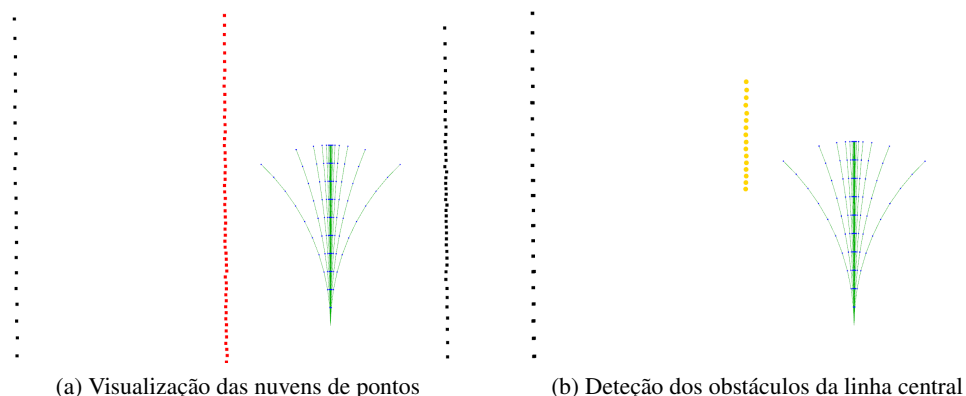 (a) Visualização das nuvens de pontos
(b) Deteção dos obstáculos da linha central